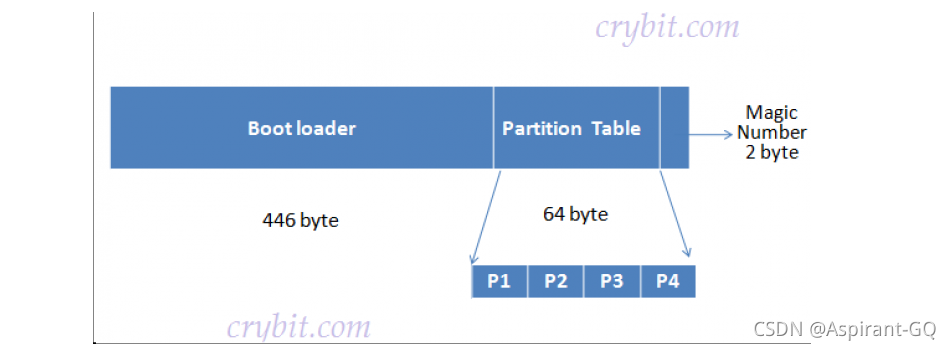 crybit.com
Boot loader
Partition Table
Magic
Number
2 byte
446 byte
64 byte
P1 P2 P3 P4
crybit.com
CSDN @Aspirant-GQ